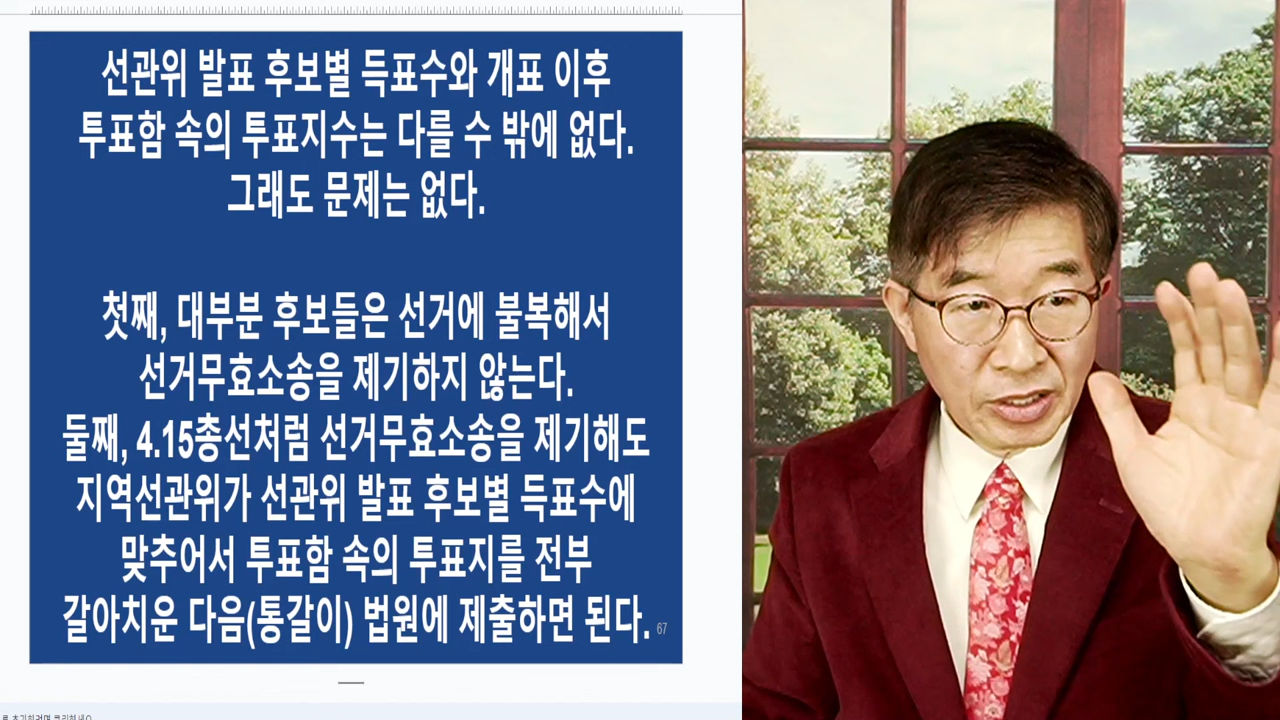 선관위 발표 후보별 득표수와 개표 이후
투표함 속의 투표지수는 다를 수 밖에 없다.
그래도 문제는 없다.
첫째, 대부분 후보들은 선거에 불복해서
선거무효소송을 제기하지 않는다.
둘째, 4.15총선처럼 선거무효소송을 제기해도
지역선관위가 선관위 발표 후보별 득표수에
맞추어서 투표함 속의 투표지를 전부
갈아치운 다음(통갈이) 법원에 제출하면 된다.
67